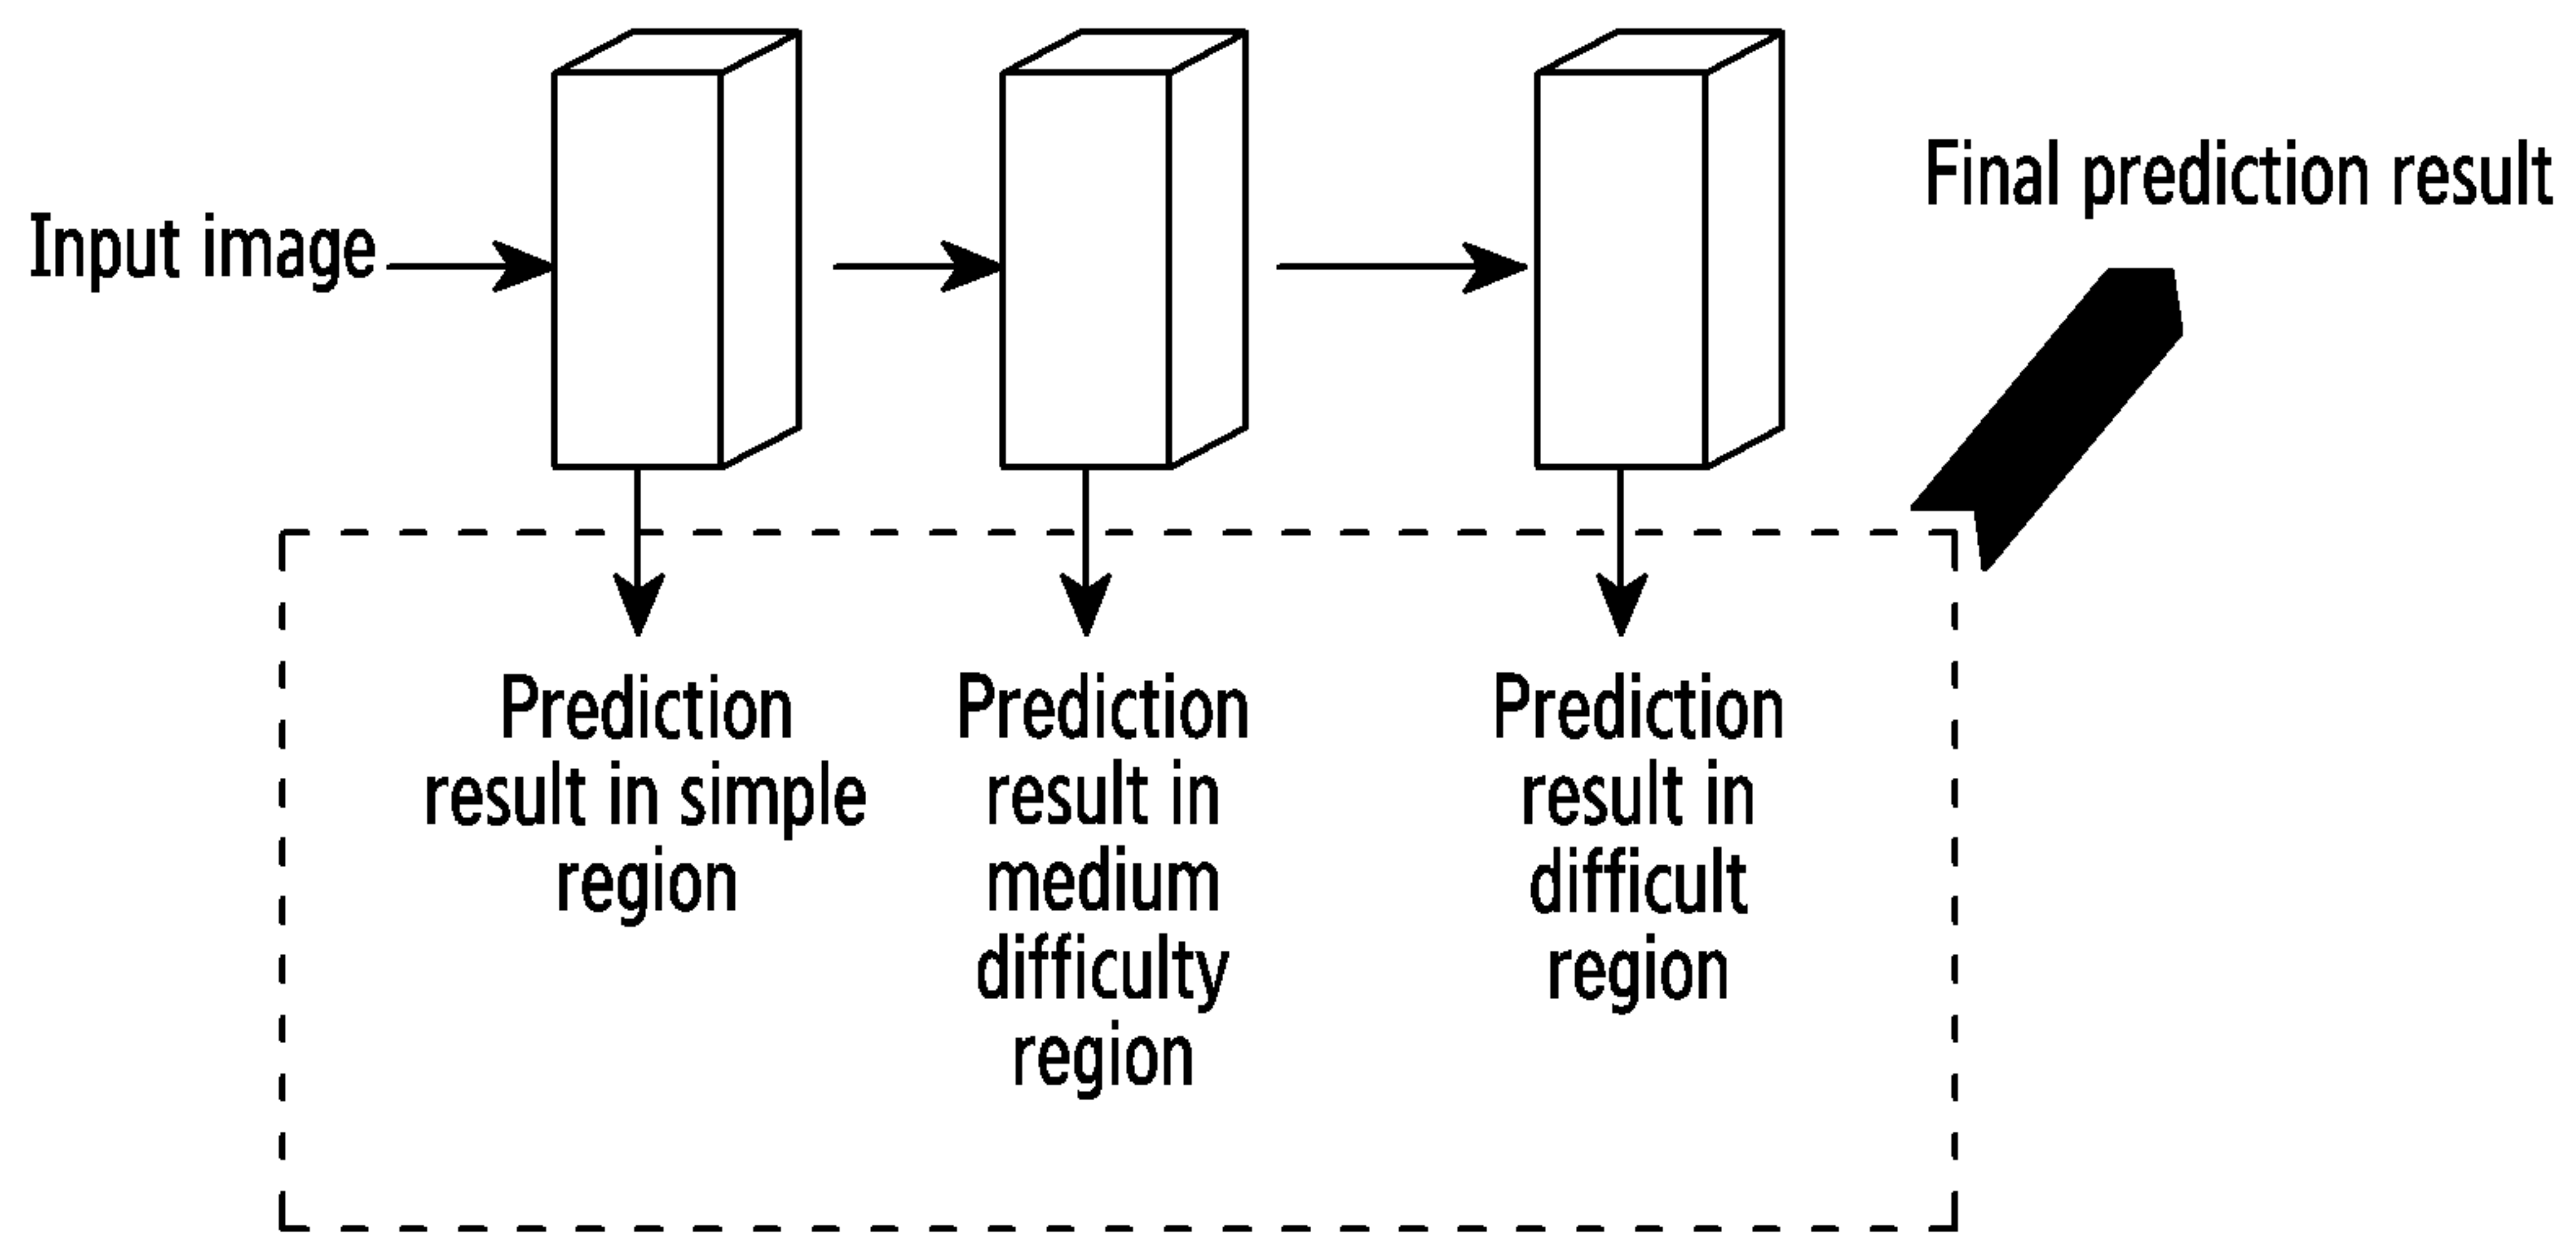 Input image
Final prediction result
Prediction
result in simple
region
Prediction
result in
medium
difficulty
region
Prediction
result in
difficult
region